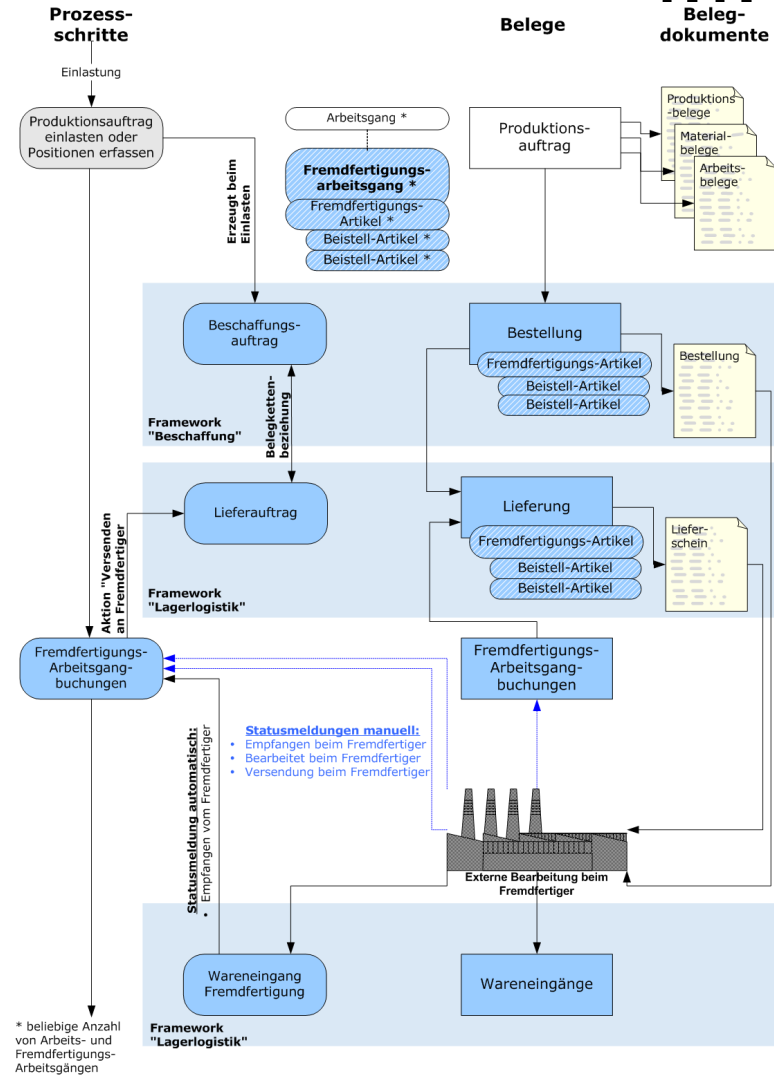 Prozess-
schritte
Belege
Beleg-
dokumente
Einlastung
Produktionsauftrag
einlasten oder
Positionen erfassen
Arbeitsgang *
Fremdfertigungs-
arbeitsgang *
Fremdfertigungs-
Artikel *
Beistell-Artikel *
Beistell-Artikel *
Produktions-
auftrag
Produktions
-belege
Material-
belege
Arbeits-
belege
Erzeugt beim
Einlasten
Beschaffungs-
auftrag
Bestellung
Fremdfertigungs-Artikel
Beistell-Artikel
Beistell-Artikel
Bestellung
Belegketten-
beziehung
Framework
"Beschaffung"
Lieferauftrag
Lieferung
Fremdfertigungs-Artikel
Beistell-Artikel
Beistell-Artikel
Liefer-
schein
Aktion "Versenden
an Fremdfertiger
Framework
"Lagerlogistik"
Fremdfertigungs-
Arbeitsgang-
buchungen
Fremdfertigungs-
Arbeitsgang-
buchungen
Statusmeldung automatisch:
• Empfangen vom Fremdfertiger
Statusmeldungen manuell:
• Empfangen beim Fremdfertiger
• Bearbeitet beim Fremdfertiger
• Versendung beim Fremdfertiger
Externe Bearbeitung beim
Fremdfertiger
Wareneingang
Fremdfertigung
Wareneingänge
Framework
"Lagerlogistik"
* beliebige Anzahl
von Arbeits- und
Fremdfertigungs-
Arbeitsgängen